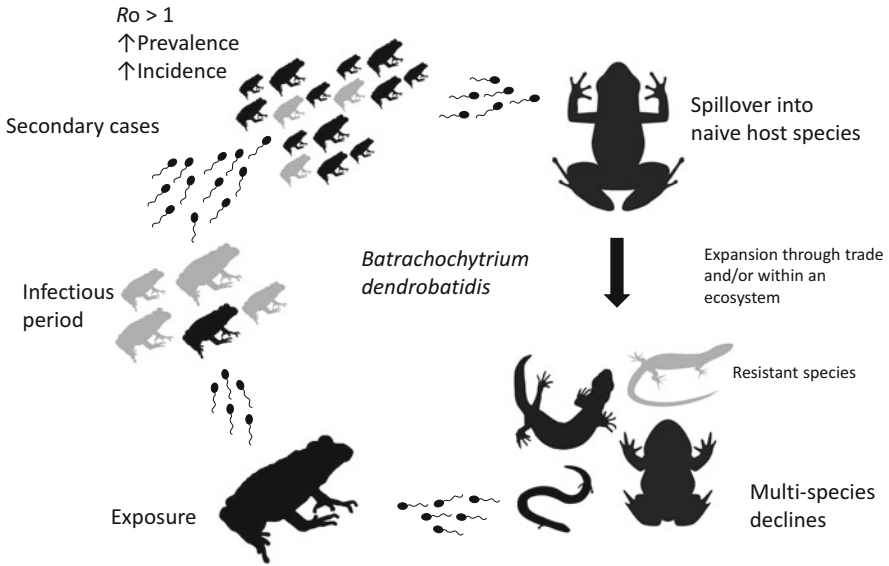 Ro > 1
↑Prevalence
↑Incidence
Secondary cases
Spillover into
naive host species
Batrachochytrium
dendrobatidis
Expansion through trade
and/or within an
ecosystem
Infectious
period
Resistant species
Exposure
Multi-species
declines